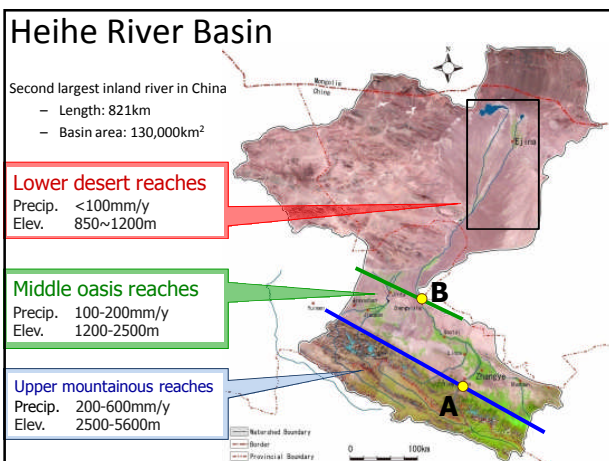 Heihe River Basin
Second largest inland river in China
– Length: 821km
– Basin area: 130,000km²
Lower desert reaches
Precip. <100mm/y
Elev. 850~1200m
Middle oasis reaches
Precip. 100-200mm/y
Elev. 1200-2500m
Upper mountainous reaches
Precip. 200-600mm/y
Elev. 2500-5600m
N
Mongolia
China
Ejina
B
Zhangye
A
Watershed Boundary
Border
Provincial Boundary
0 100km